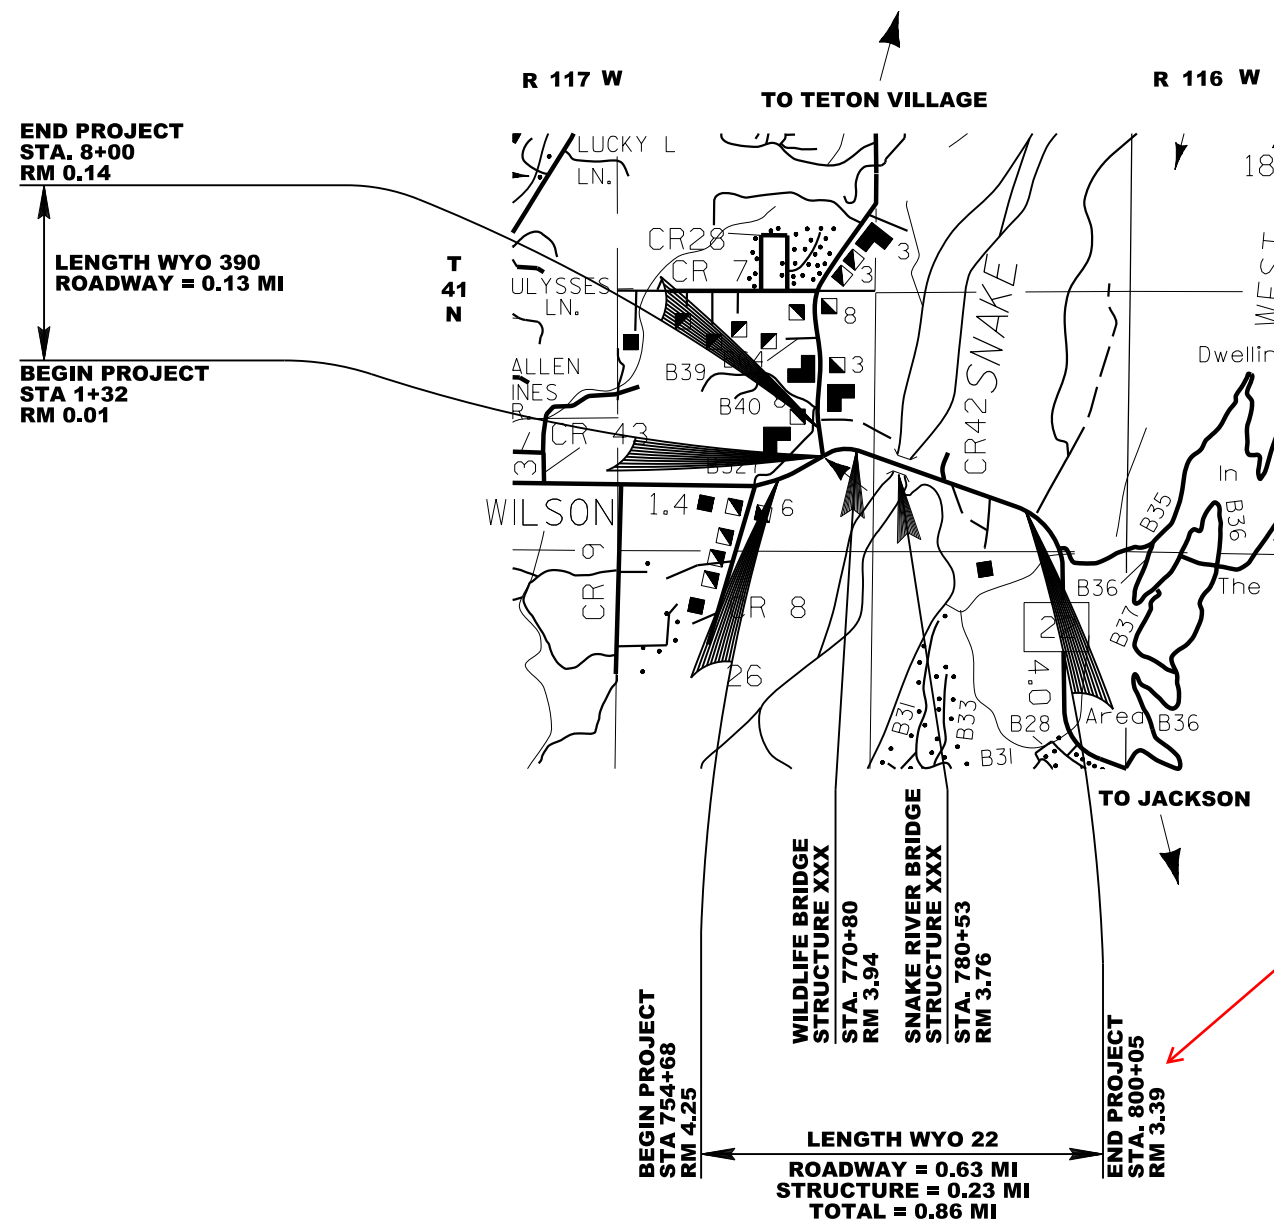 R 117 W
R 116 W
TO TETON VILLAGE
END PROJECT
STA. 8+00
RM 0.14
LUCKY L
LN.
18
CR28
3
LENGTH WYO 390
ROADWAY = 0.13 MI
T
41
N
CR 7
3
ULYSSES
LN.
8
SNAKE
WEST
Dwellin
BEGIN PROJECT
STA 1+32
RM 0.01
ALLEN
INES
R.
B39
3
B40
8
CR 43
CR42
3
B327
In
B35
B36
WILSON
1.4
6
CR 9
CR 8
B36
The
B37
2
26
4.0
B31
B33
B28
Area
B36
B31
TO JACKSON
WILDLIFE BRIDGE
STRUCTURE XXX
STA. 770+80
RM 3.94
SNAKE RIVER BRIDGE
STRUCTURE XXX
STA. 780+53
RM 3.76
BEGIN PROJECT
STA 754+68
RM 4.25
END PROJECT
STA. 800+05
RM 3.39
LENGTH WYO 22
ROADWAY = 0.63 MI
STRUCTURE = 0.23 MI
TOTAL = 0.86 MI